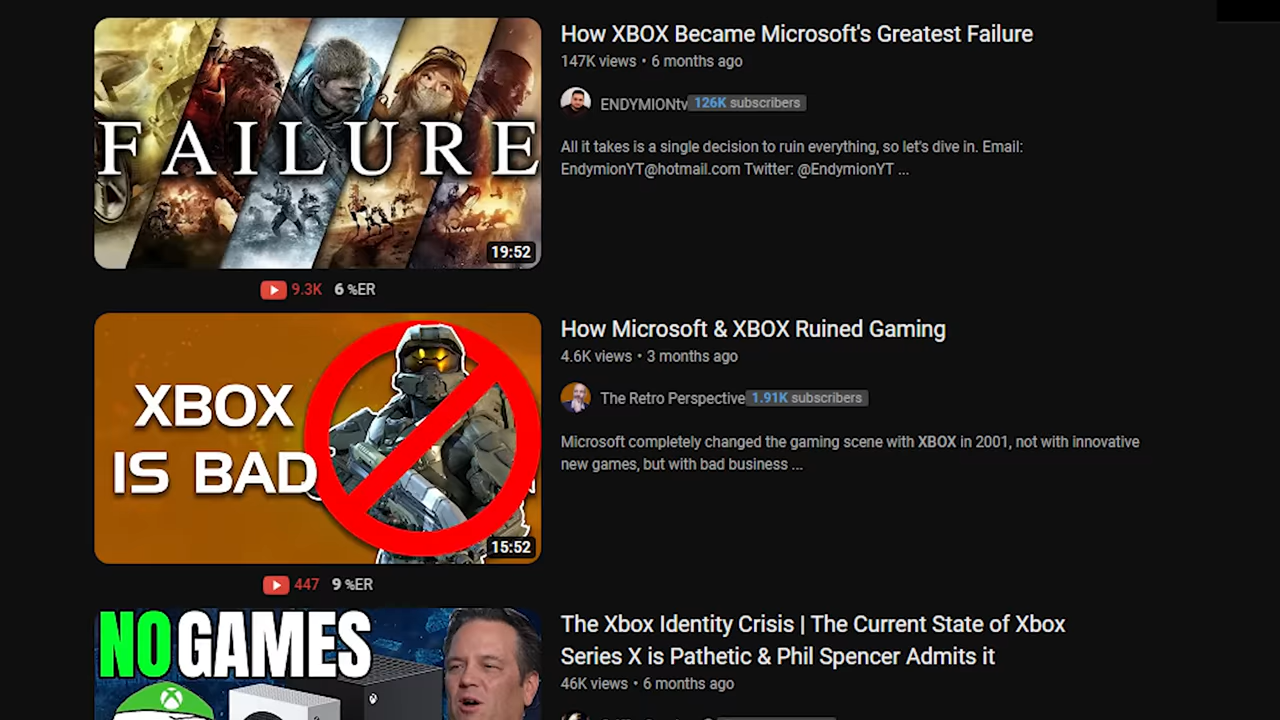 FAILURE
19:52
How XBOX Became Microsoft's Greatest Failure
147K views • 6 months ago
ENDYMIONtv 126K subscribers
All it takes is a single decision to ruin everything, so let's dive in. Email:
EndymionYT@hotmail.com Twitter: @EndymionYT ...
9.3K 6 %ER
XBOX
IS BAD
15:52
How Microsoft & XBOX Ruined Gaming
4.6K views • 3 months ago
The Retro Perspective 1.91K subscribers
Microsoft completely changed the gaming scene with XBOX in 2001, not with innovative
new games, but with bad business ...
447 9 %ER
NO GAMES
The Xbox Identity Crisis | The Current State of Xbox
Series X is Pathetic & Phil Spencer Admits it
46K views • 6 months ago